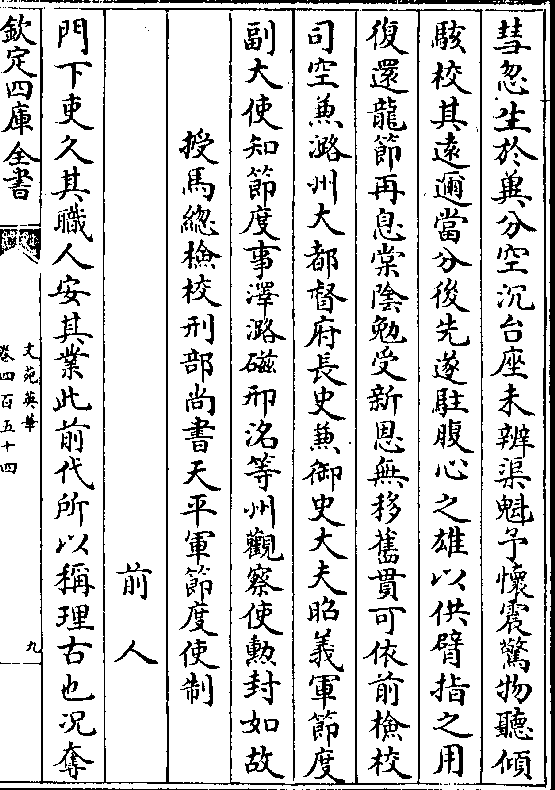 彗忽生於異分空沉台座未辨渠魁予懷震驚物聽傾
駭校其遠邇當分後先遂駐腹心之雄以供臂指之用
復還龍節再息棠陰勉受新恩無移舊貫可依前檢校
司空兼潞州大都督府長史兼御史大夫昭義軍節度
副大使知節度事澤潞磁邢洺等州觀察使勲封如故
授馬總檢校刑部尚書天平軍節度使制
前人
門下吏久其職人安其業此前代所以稱理古也况奪
欽定四庫全書
文苑英華
卷四百五十四
九